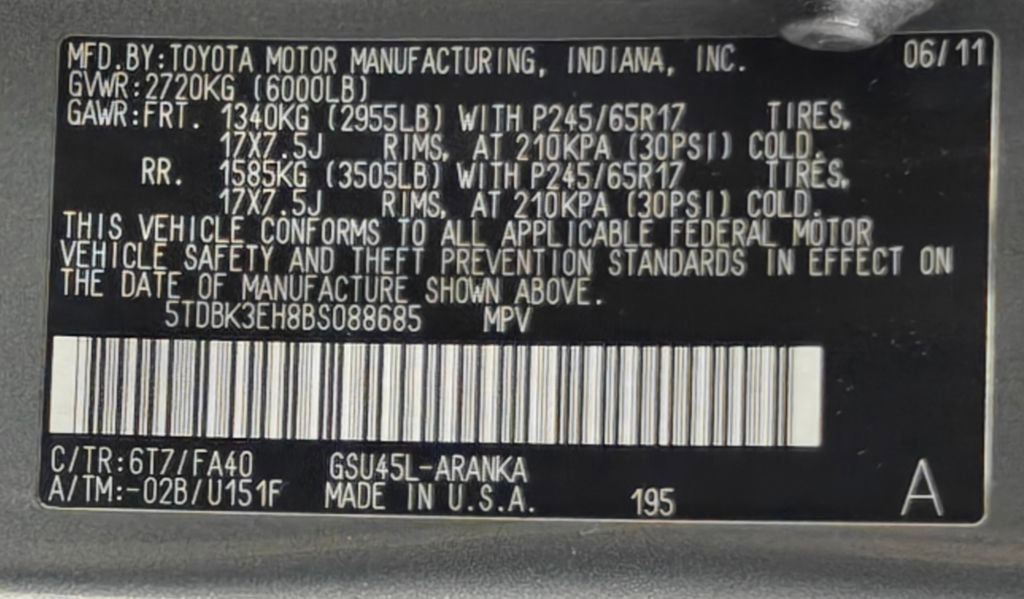 MFD.BY:TOYOTA MOTOR MANUFACTURING, INDIANA, INC. 06/11
GVWR:2720KG (6000LB)
GAWR:FRT. 1340KG (2955LB) WITH P245/65R17 TIRES,
17X7.5J RIMS, AT 210KPA (30PSI) COLD.
RR. 1585KG (3505LB) WITH P245/65R17 TIRES,
17X7.5J RIMS, AT 210KPA (30PSI) COLD.
THIS VEHICLE CONFORMS TO ALL APPLICABLE FEDERAL MOTOR
VEHICLE SAFETY AND THEFT PREVENTION STANDARDS IN EFFECT ON
THE DATE OF MANUFACTURE SHOWN ABOVE.
5TDBK3EH8BS088685 MPV
C/TR:6T7/FA40 GSU45L-ARANKA
A/TM:-02B/U151F MADE IN U.S.A. 195 A